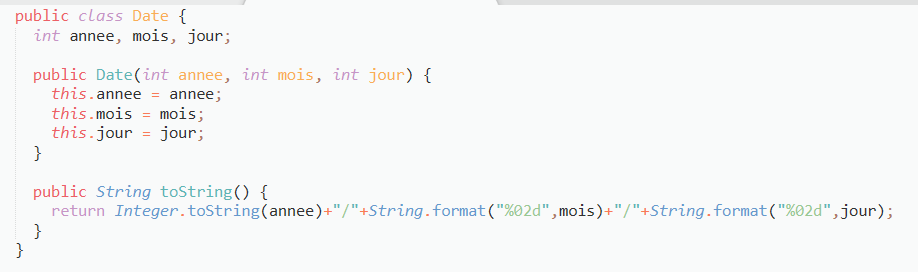 public class Date {
int annee, mois, jour;
public Date(int annee, int mois, int jour) {
this.annee = annee;
this.mois = mois;
this.jour = jour;
}
public String toString() {
return Integer.toString(annee)+"/"+String.format("%02d",mois)+"/"+String.format("%02d",jour);
}
}